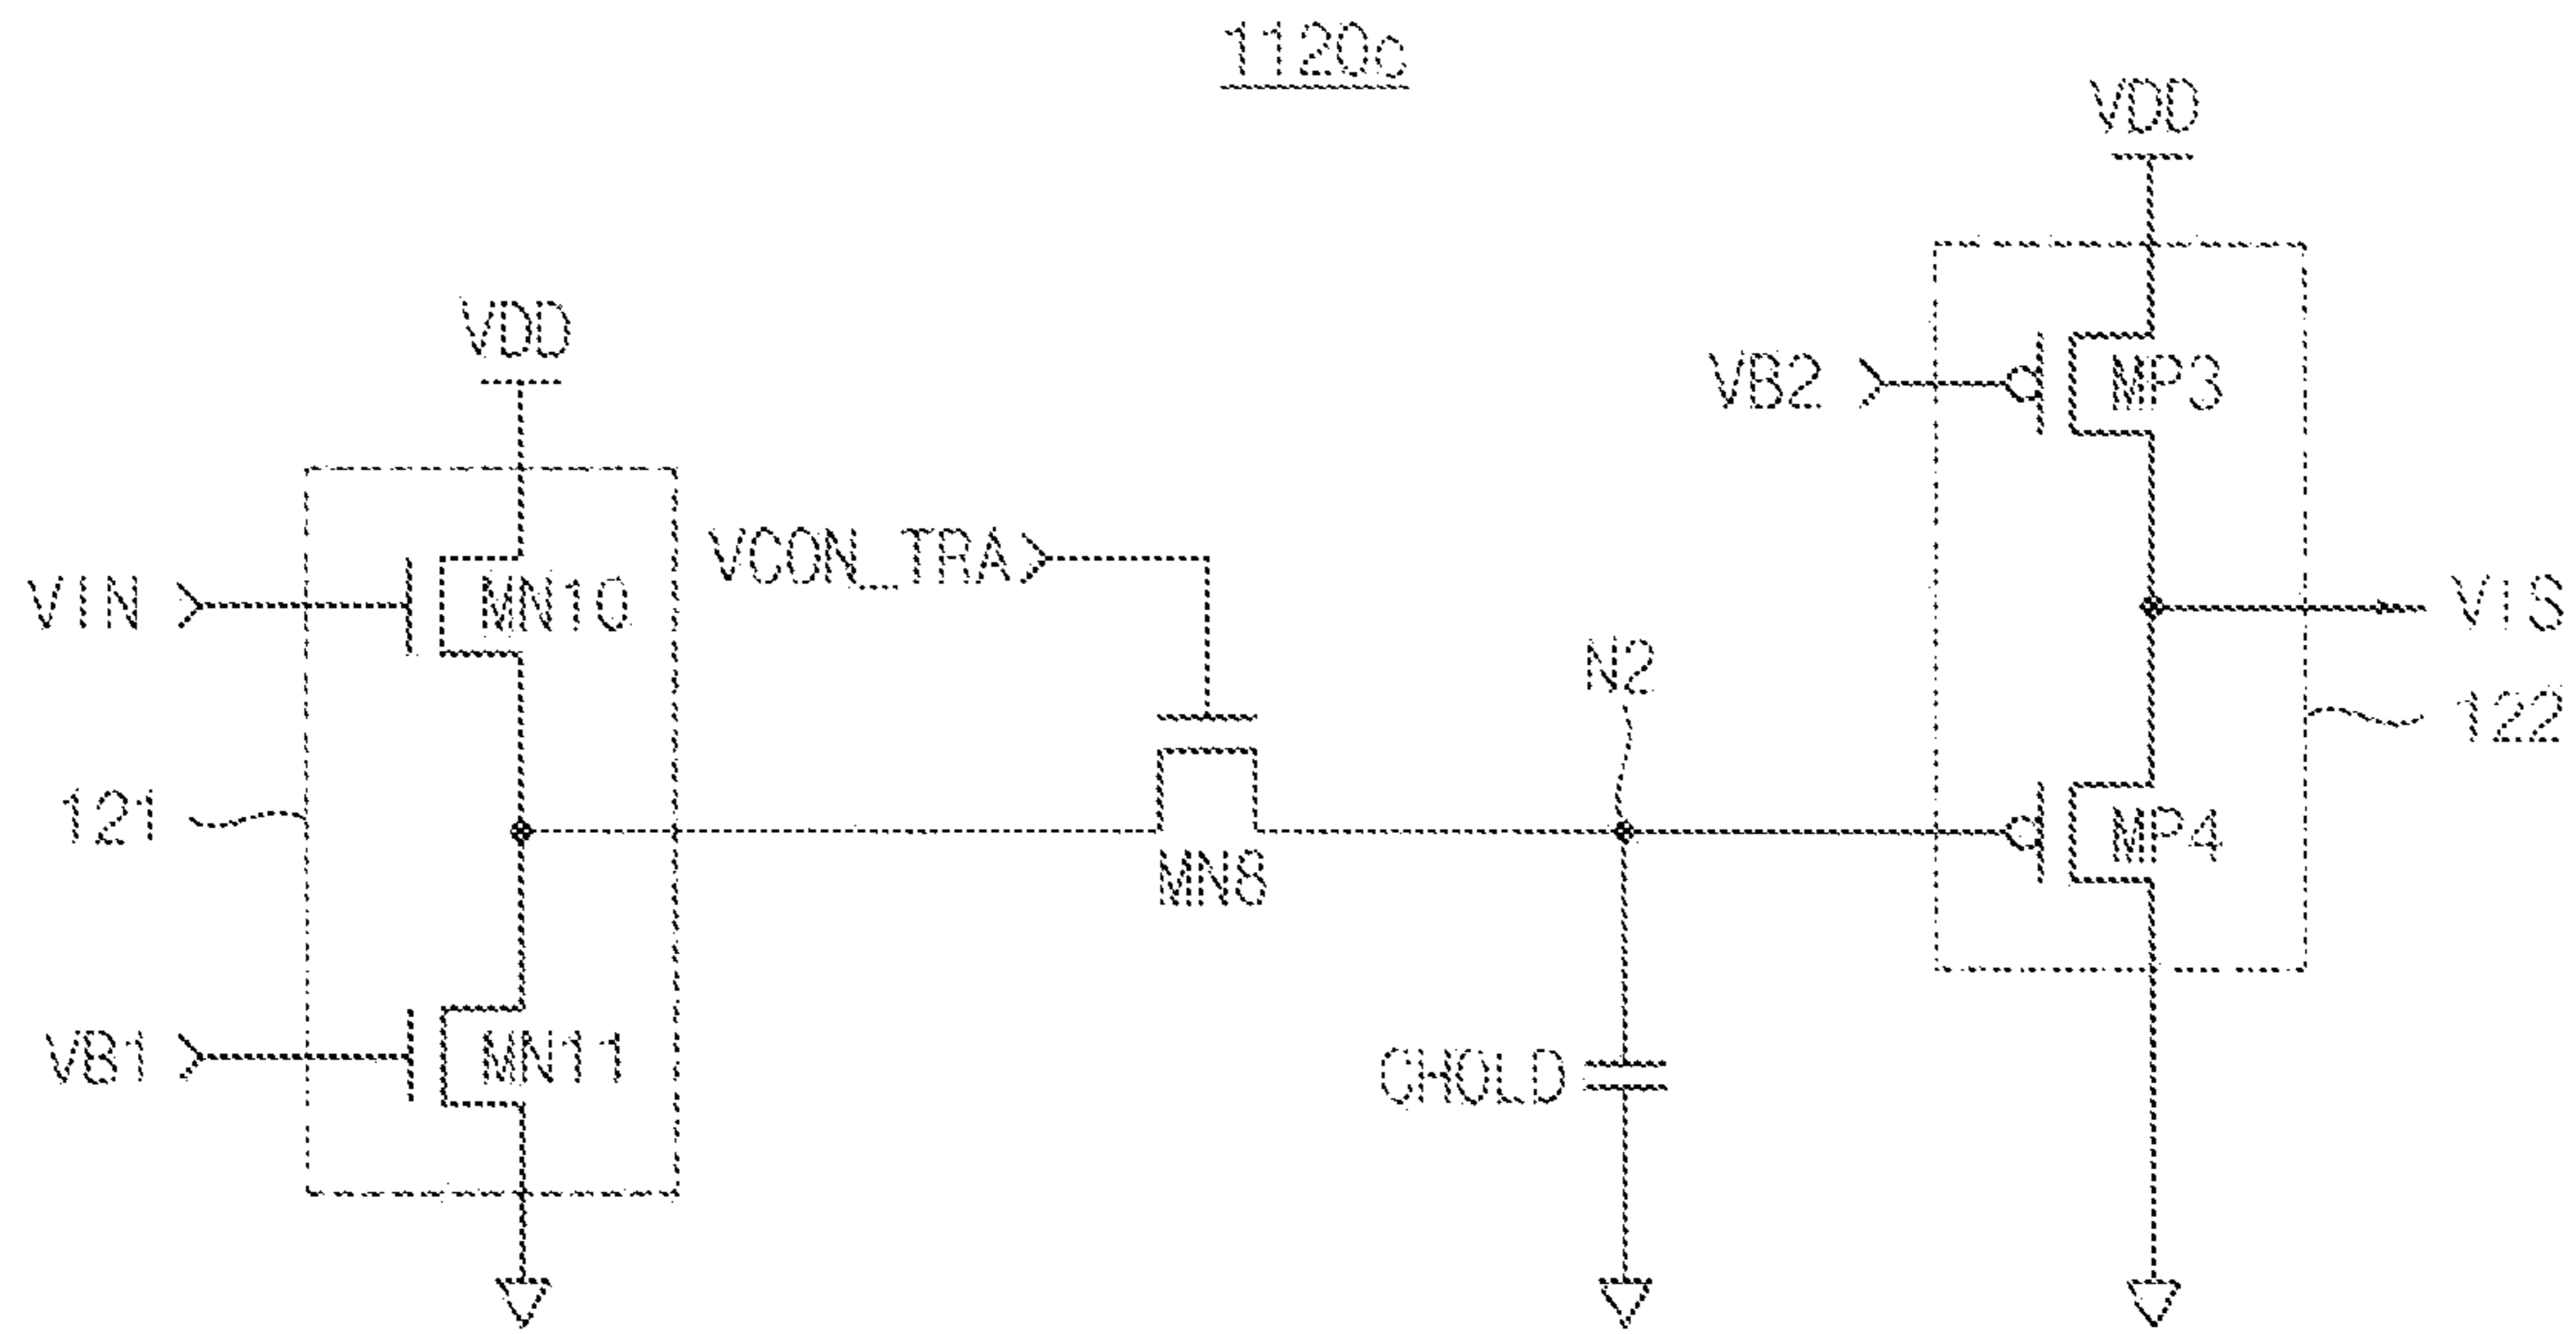 1120c
VDD
VDD
VB2
MP3
VCON_TRA
VIN
MN10
VIS
N2
122
121
MP4
MN8
VB1
MN11
CHOLD